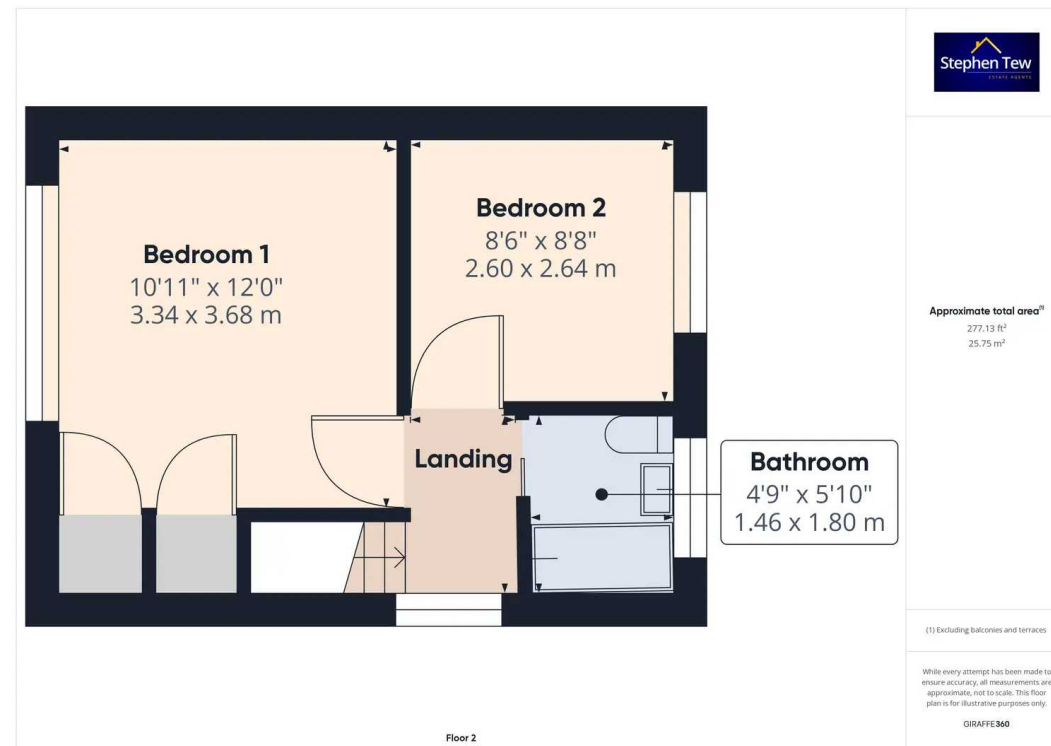 Stephen Tew
ESTATE AGENTS
Bedroom 1
10'11" x 12'0"
3.34 x 3.68 m
Bedroom 2
8'6" x 8'8"
2.60 x 2.64 m
Landing
Bathroom
4'9" x 5'10"
1.46 x 1.80 m
Floor 2
Approximate total area⁽¹⁾
277.13 ft²
25.75 m²
(1) Excluding balconies and terraces
While every attempt has been made to
ensure accuracy, all measurements are
approximate, not to scale. This floor
plan is for illustrative purposes only.
GIRAFFE360